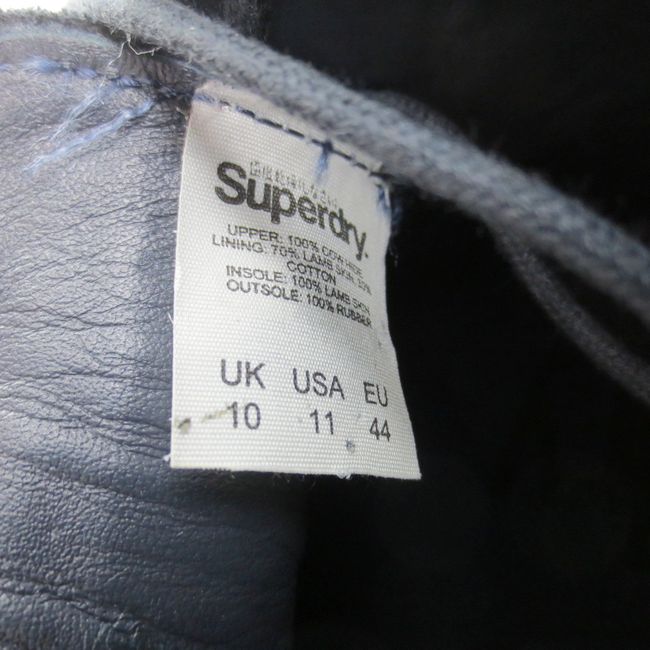 Superdry.
UPPER: 100% COW HIDE
LINING: 70% LAMB SKIN, 30%
COTTON
INSOLE: 100% LAMB SKIN
OUTSOLE: 100% RUBBER
UK USA EU
10 11 44